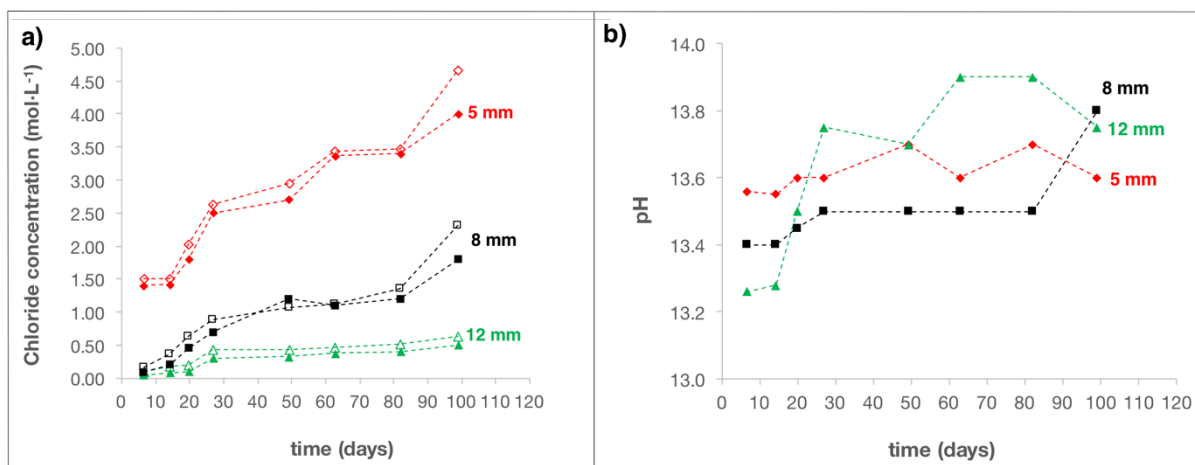 a)
Chloride concentration (mol·L-1)
5.00
4.50
4.00
3.50
3.00
2.50
2.00
1.50
1.00
0.50
0.00
5 mm
8 mm
12 mm
0 10 20 30 40 50 60 70 80 90 100 110 120
time (days)
b)
pH
14.0
13.8
13.6
13.4
13.2
13.0
8 mm
12 mm
5 mm
0 10 20 30 40 50 60 70 80 90 100 110 120
time (days)